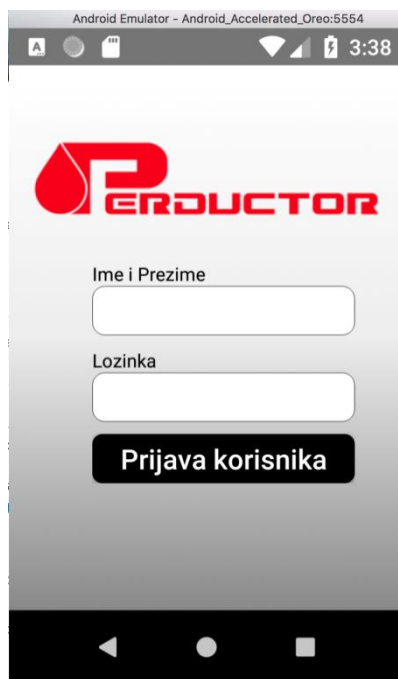 Android Emulator - Android_Accelerated_Oreo:5554
A 3:38
PERDUCTOR
Ime i Prezime
Lozinka
Prijava korisnika